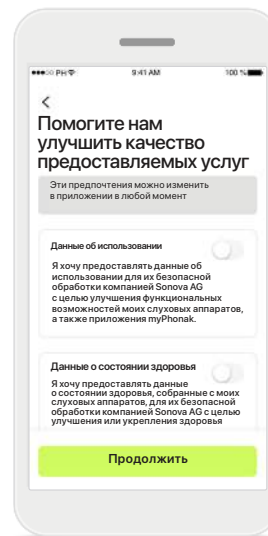 PH
9:41 AM
100 %
Помогите нам
улучшить качество
предоставляемых услуг
Эти предпочтения можно изменить
в приложении в любой момент
Данные об использовании
Я хочу предоставлять данные об
использовании для их безопасной
обработки компанией Sonova AG
с целью улучшения функциональных
возможностей моих слуховых аппаратов,
а также приложения myPhonak.
Данные о состоянии здоровья
Я хочу предоставлять данные
о состоянии здоровья, собранные с моих
слуховых аппаратов, для их безопасной
обработки компанией Sonova AG с целью
улучшения или укрепления здоровья
Продолжить